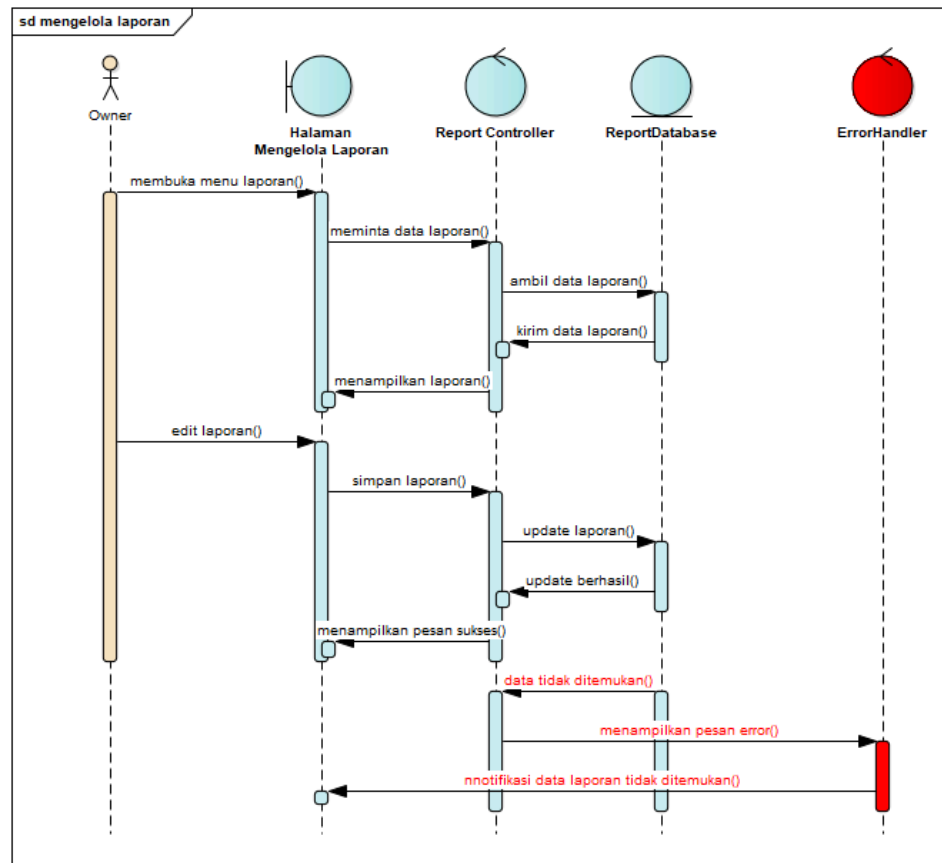 sd mengelola laporan
Owner
Halaman
Mengelola Laporan
Report Controller
ReportDatabase
ErrorHandler
membuka menu laporan()
meminta data laporan()
ambil data laporan()
kirim data laporan()
menampilkan laporan()
edit laporan()
simpan laporan()
update laporan()
update berhasil()
menampilkan pesan sukses()
data tidak ditemukan()
menampilkan pesan error()
nnotifikasi data laporan tidak ditemukan()